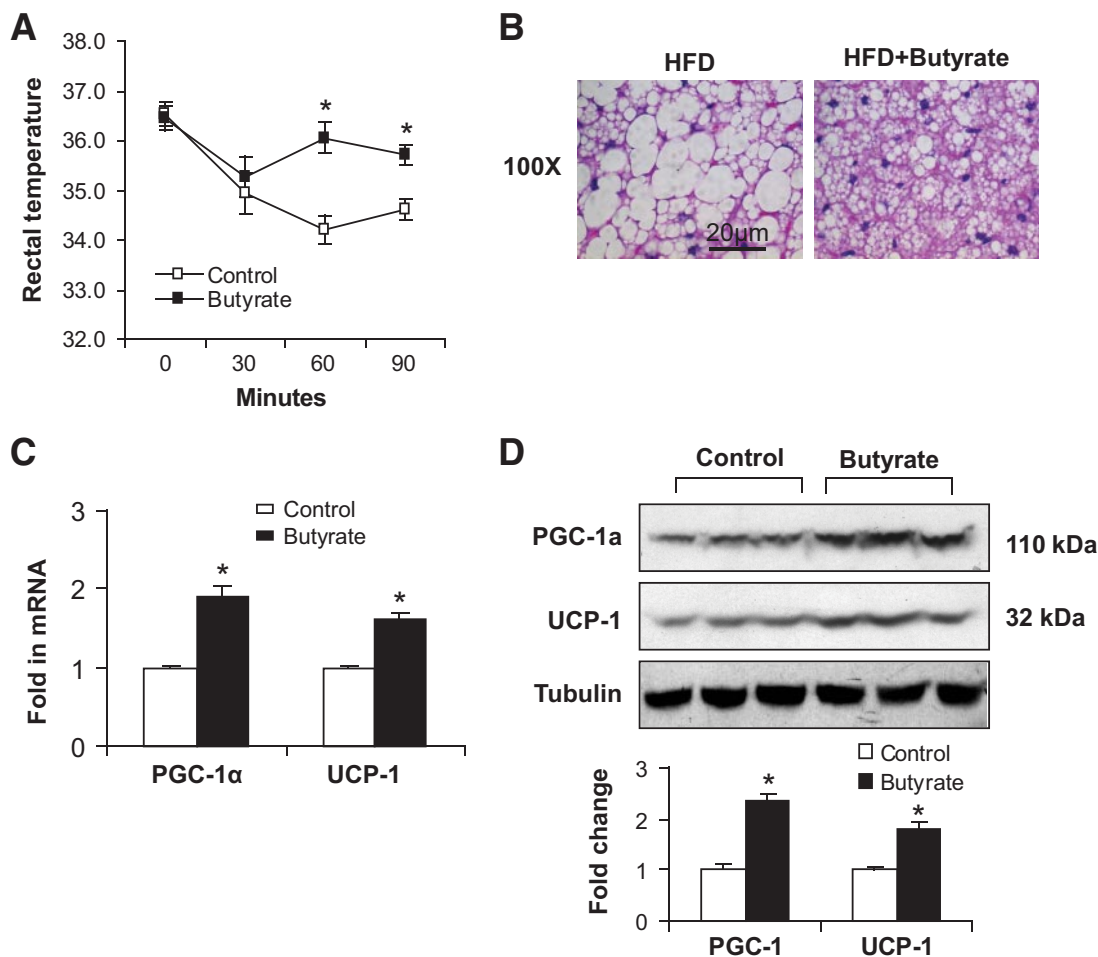 A
38.0
37.0
36.0
35.0
34.0
33.0
32.0
Rectal temperature
*
*
Control
Butyrate
0 30 60 90
Minutes
B
HFD
HFD+Butyrate
100X
20µm
C
3
2
1
0
Fold in mRNA
Control
Butyrate
*
*
PGC-1α UCP-1
D
Control
Butyrate
PGC-1a
110 kDa
UCP-1
32 kDa
Tubulin
Control
Butyrate
3
2
1
0
Fold change
*
*
PGC-1 UCP-1